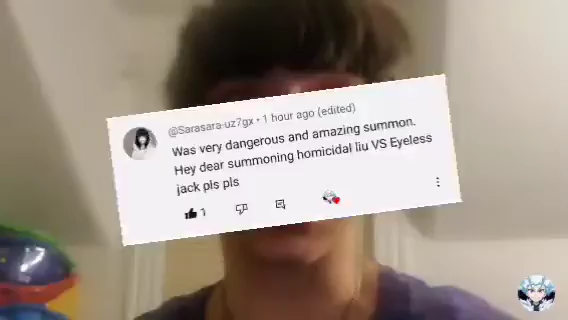 @Sarasara-uz7gx • 1 hour ago (edited)
Was very dangerous and amazing summon.
Hey dear summoning homicidal liu VS Eyeless
jack pls pls
1